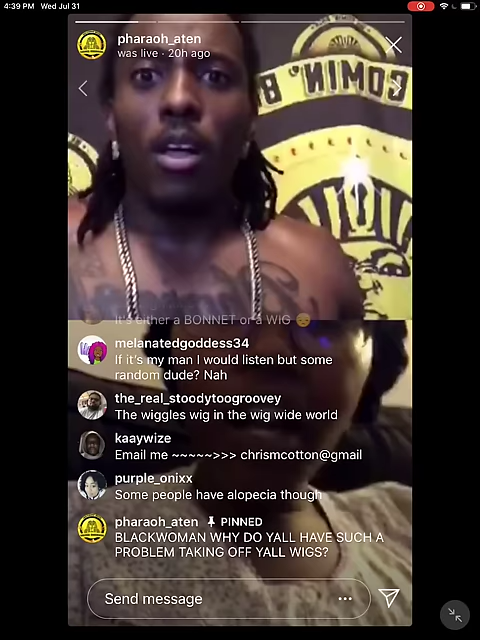 4:39 PM Wed Jul 31
pharaoh_aten
was live · 20h ago
COMIN' B
It's either a BONNET or a WIG 😔
melanatedgoddess34
If it's my man I would listen but some
random dude? Nah
the_real_stoodytoogroovey
The wiggles wig in the wig wide world
kaaywize
Email me ~~~~~>>> chrismcotton@gmail
purple_onixx
Some people have alopecia though
pharaoh_aten PINNED
BLACKWOMAN WHY DO YALL HAVE SUCH A
PROBLEM TAKING OFF YALL WIGS?
Send message